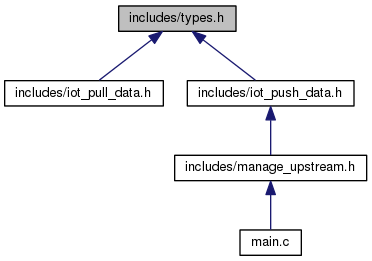 includes/types.h
includes/iot_pull_data.h
includes/iot_push_data.h
includes/manage_upstream.h
main.c